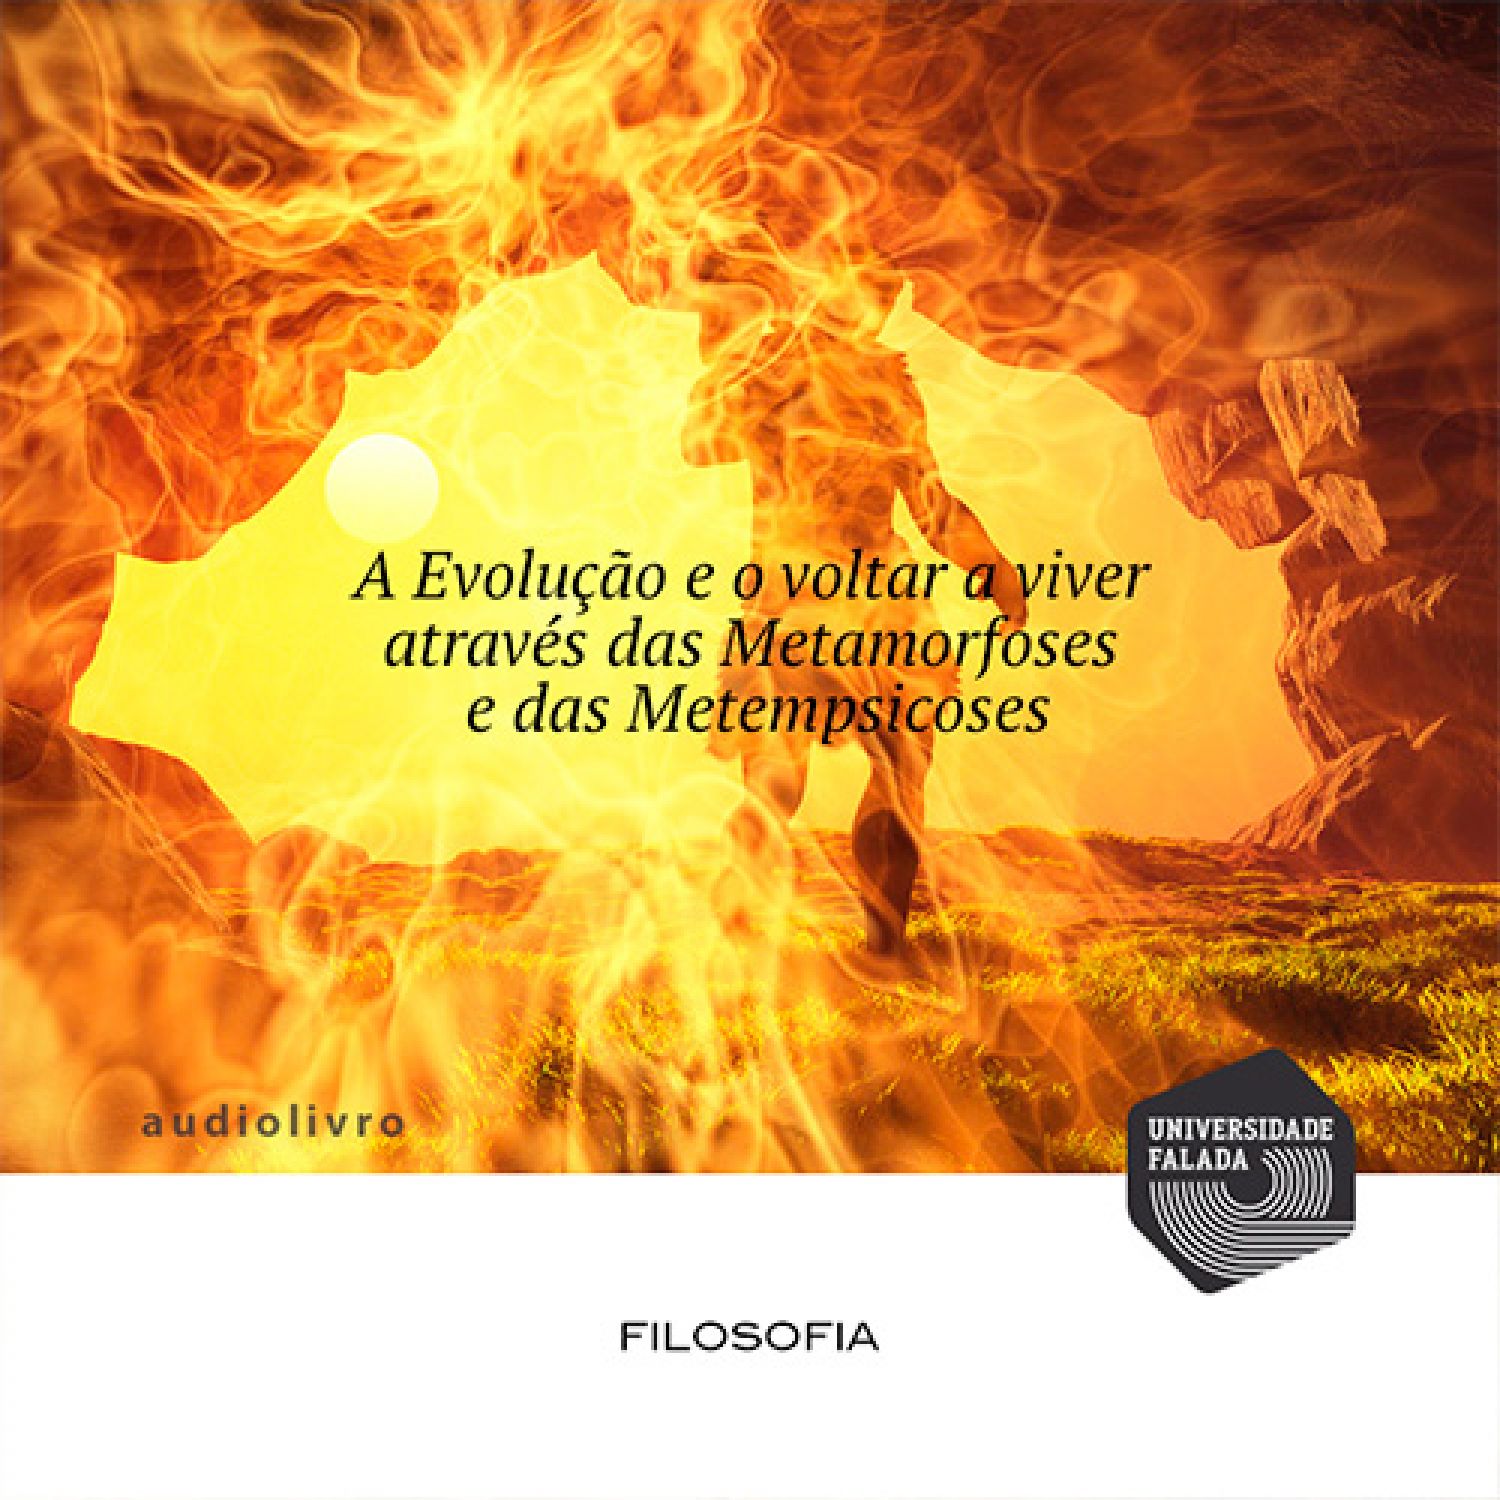 A Evolução e o voltar a viver
através das Metamorfoses
e das Metempsicoses
audiolivro
UNIVERSIDADE
FALADA
FILOSOFIA